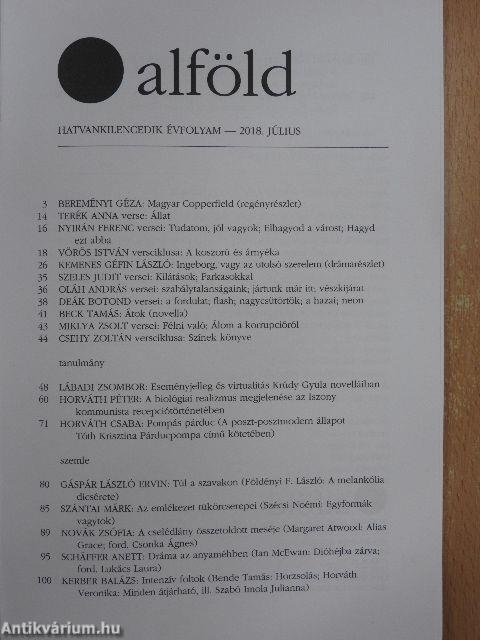 alföld
HATVANKILENCEDIK ÉVFOLYAM — 2018. JÚLIUS
3 BEREMÉNYI GÉZA: Magyar Copperfield (regényrészlet)
14 TERÉK ANNA verse: Állat
16 NYIRÁN FERENC versei: Tudatom, jól vagyok; Elhagyod a várost; Hagyd
ezt abba
18 VÖRÖS ISTVÁN versciklusa: A koszorú és árnyéka
26 KEMENES GÉFIN LÁSZLÓ: Ingeborg, vagy az utolsó szerelem (drámarészlet)
35 SZELES JUDIT versei: Kilátások; Farkasokkal
36 OLÁH ANDRÁS versei: szabálytalanságaink; jártunk már itt; vészkijárat
38 DEÁK BOTOND versei: a fordulat; flash; nagycsütörtök; a hazai; neon
41 BECK TAMÁS: Átok (novella)
43 MIKLYA ZSOLT versei: Félni való; Álom a korrupcióról
44 CSEHY ZOLTÁN versciklusa: Színek könyve
tanulmány
48 LÁBADI ZSOMBOR: Eseményjelleg és virtualitás Krúdy Gyula novelláiban
60 HORVÁTH PÉTER: A biológiai realizmus megjelenése az Iszony
kommunista recepciótörténetében
71 HORVÁTH CSABA: Pompás párduc (A poszt-posztmodern állapot
Tóth Krisztina Párducpompa című kötetében)
szemle
80 GÁSPÁR LÁSZLÓ ERVIN: Túl a szavakon (Földényi F. László: A melankólia
dicsérete)
85 SZÁNTAI MÁRK: Az emlékezet tükörcserepei (Szécsi Noémi: Egyformák
vagytok)
89 NOVÁK ZSÓFIA: A cselédlány összetoldott meséje (Margaret Atwood: Alias
Grace; ford. Csonka Ágnes)
95 SCHÄFFER ANETT: Dráma az anyaméhben (Ian McEwan: Dióhéjba zárva;
ford. Lukács Laura)
100 KERBER BALÁZS: Intenzív foltok (Bende Tamás: Horzsolás; Horváth
Veronika: Minden átjárható, ill. Szabó Imola Julianna)
Antikvárium.hu